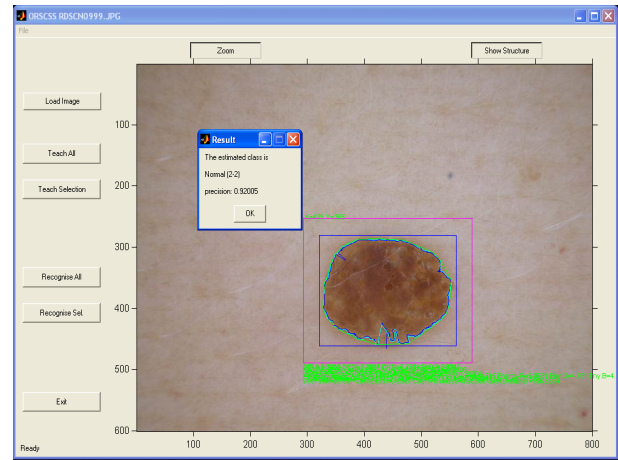 ORSCSS RDSCN0999.JPG
File
Zoom
Show Structure
Load Image
Teach All
Teach Selection
Recognise All
Recognise Sel.
Exit
Ready
Result
The estimated class is
Normal (2-2)
precision: 0.92005
OK
100
200
300
400
500
600
100 200 300 400 500 600 700 800